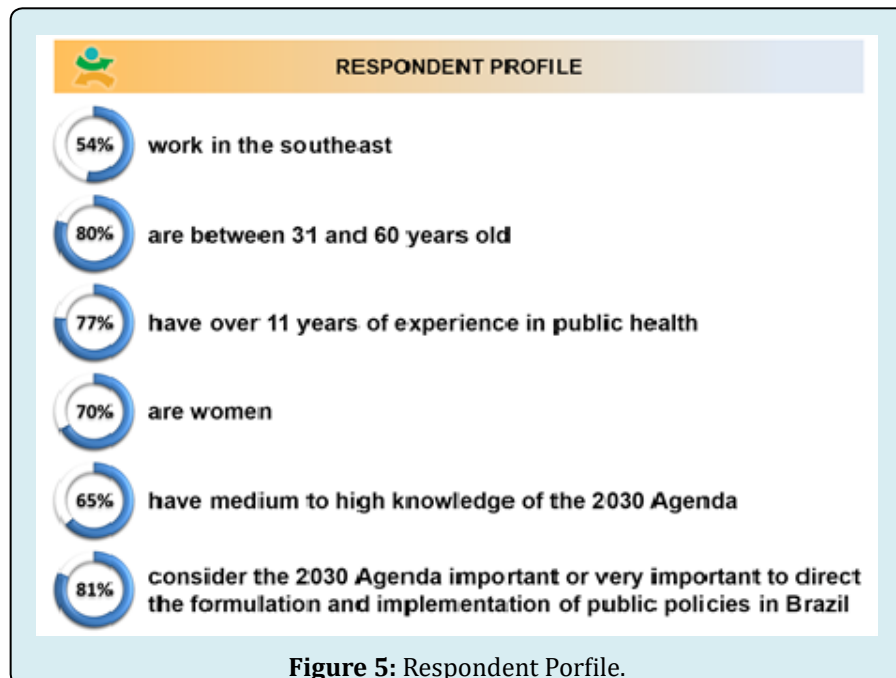 RESPONDENT PROFILE
54% work in the southeast
80% are between 31 and 60 years old
77% have over 11 years of experience in public health
70% are women
65% have medium to high knowledge of the 2030 Agenda
81% consider the 2030 Agenda important or very important to direct
the formulation and implementation of public policies in Brazil
Figure 5: Respondent Porfile.